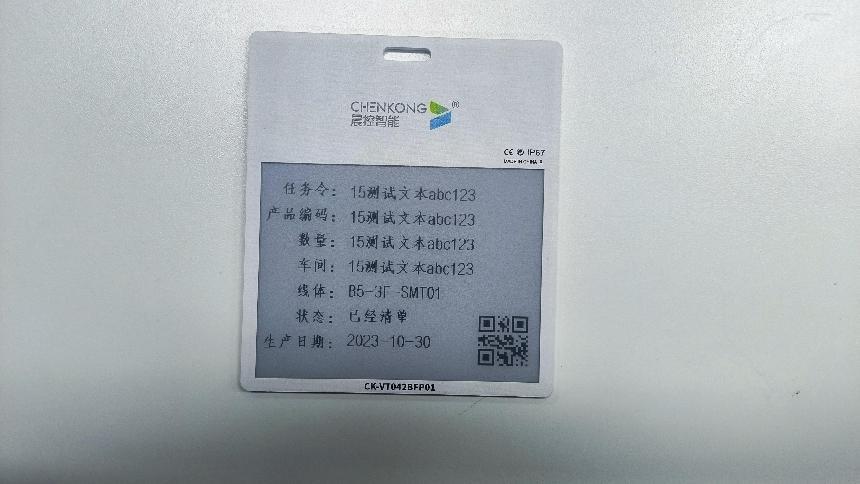 CHENKONG ®
晨控智能
CE IP67
MADE IN CHINA
任务令: 15测试文本abc123
产品编码: 15测试文本abc123
数量: 15测试文本abc123
车间: 15测试文本abc123
线体: B5-3F-SMT01
状态: 已经清单
生产日期: 2023-10-30
CK-VT042BFP01